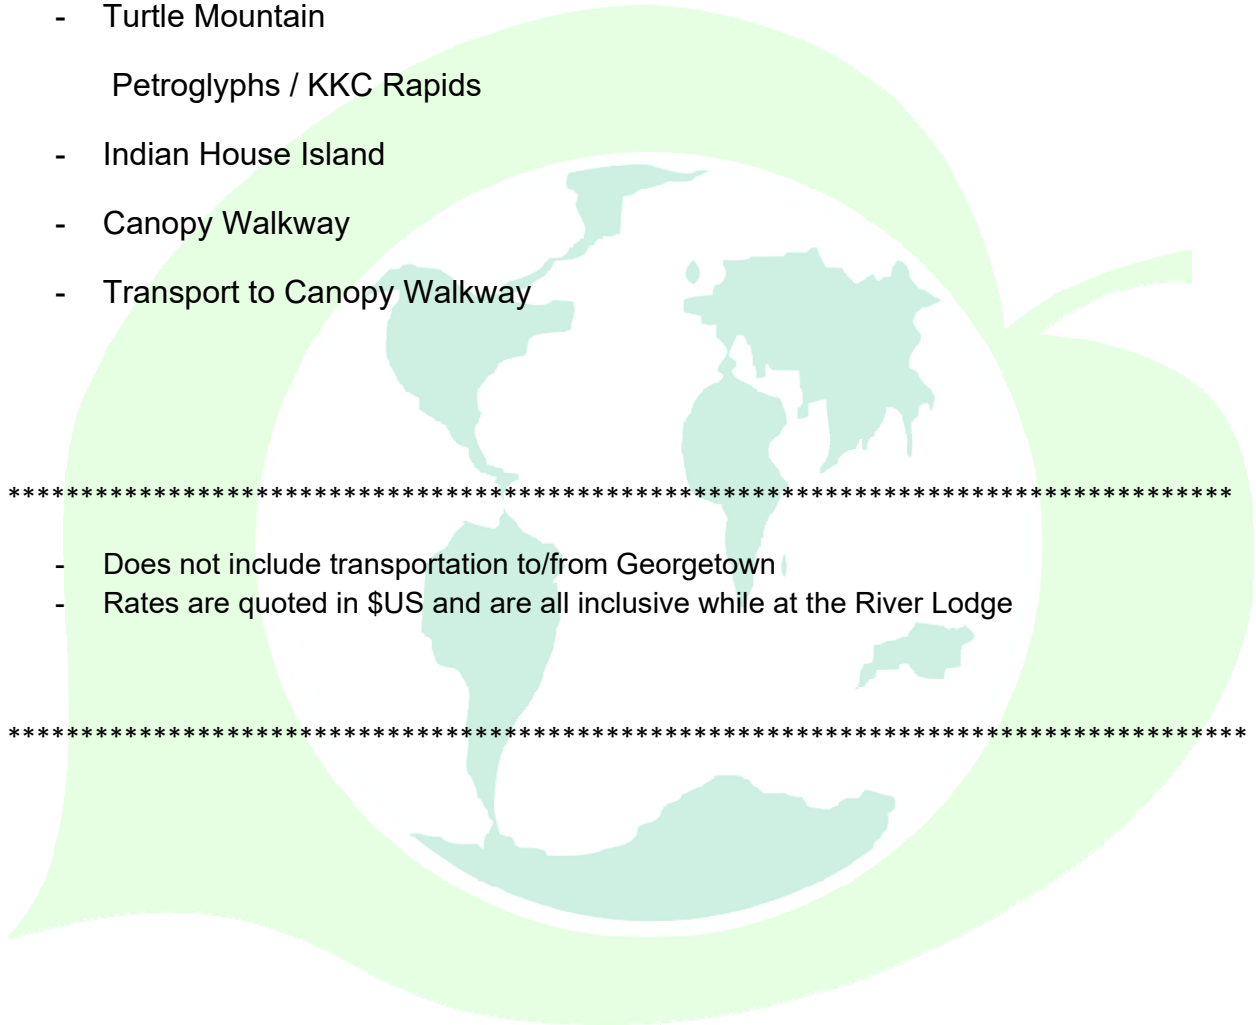 - Turtle Mountain
Petroglyphs / KKC Rapids
- Indian House Island
- Canopy Walkway
- Transport to Canopy Walkway
************************************************************************************
- Does not include transportation to/from Georgetown
- Rates are quoted in $US and are all inclusive while at the River Lodge
*************************************************************************************